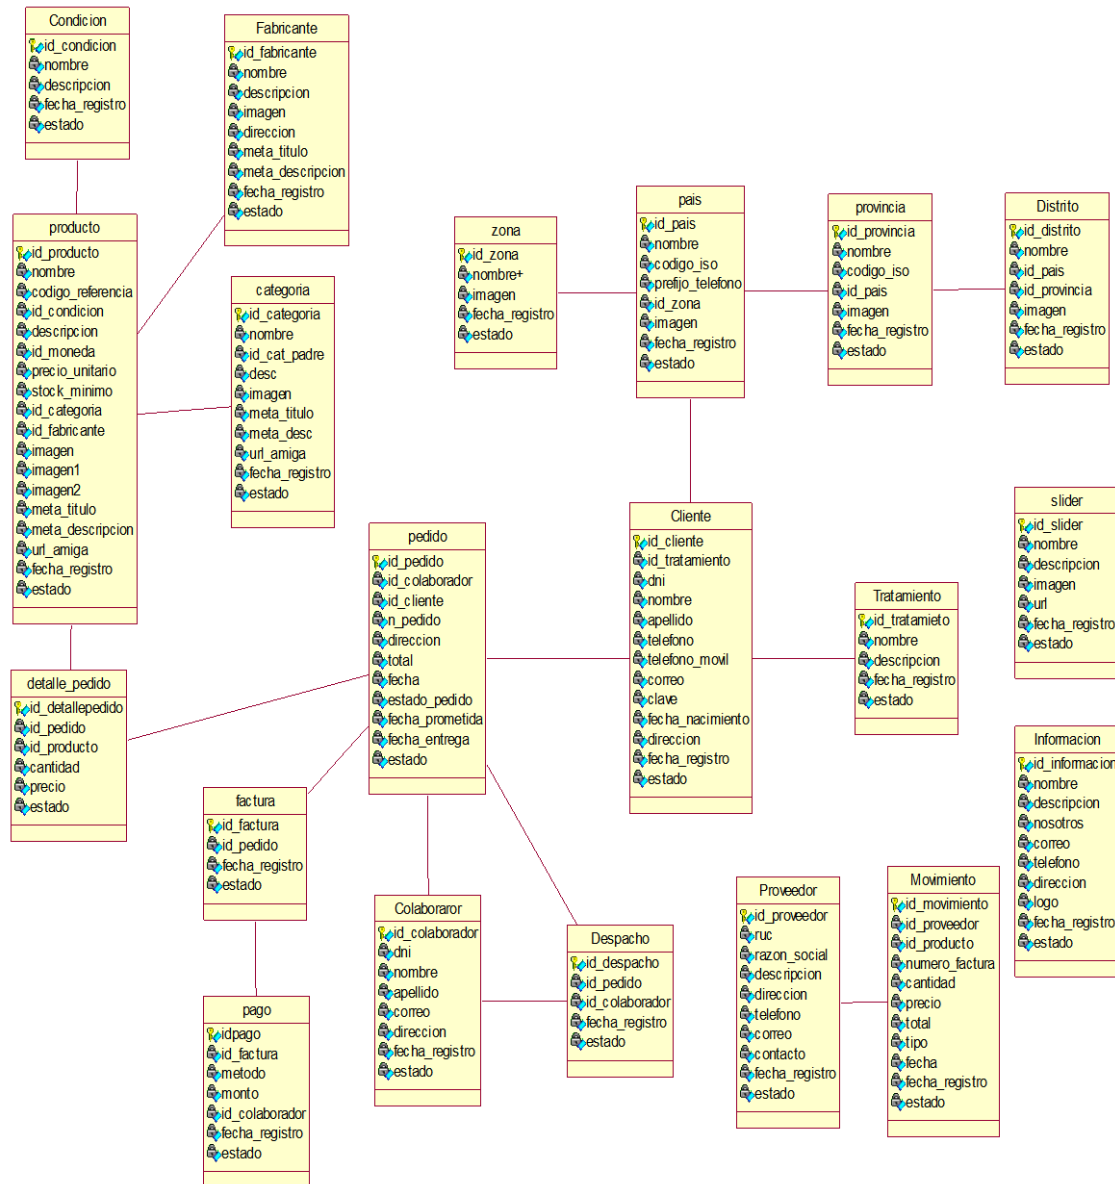 Condicion
id_condicion
nombre
descripcion
fecha_registro
estado
Fabricante
id_fabricante
nombre
descripcion
imagen
direccion
meta_titulo
meta_descripcion
fecha_registro
estado
producto
id_producto
nombre
codigo_referencia
id_condicion
descripcion
id_moneda
precio_unitario
stock_minimo
id_categoria
id_fabricante
imagen
imagen1
imagen2
meta_titulo
meta_descripcion
url_amiga
fecha_registro
estado
categoria
id_categoria
nombre
id_cat_padre
desc
imagen
meta_titulo
meta_desc
url_amiga
fecha_registro
estado
zona
id_zona
nombre+
imagen
fecha_registro
estado
pais
id_pais
nombre
codigo_iso
prefijo_telefono
id_zona
imagen
fecha_registro
estado
provincia
id_provincia
nombre
codigo_iso
id_pais
imagen
fecha_registro
estado
Distrito
id_distrito
nombre
id_pais
id_provincia
imagen
fecha_registro
estado
pedido
id_pedido
id_colaborador
id_cliente
n_pedido
direccion
total
fecha
estado_pedido
fecha_prometida
fecha_entrega
estado
Cliente
id_cliente
id_tratamiento
dni
nombre
apellido
telefono
telefono_movil
correo
clave
fecha_nacimiento
direccion
fecha_registro
estado
Tratamiento
id_tratamieto
nombre
descripcion
fecha_registro
estado
slider
id_slider
nombre
descripcion
imagen
url
fecha_registro
estado
detalle_pedido
id_detallepedido
id_pedido
id_producto
cantidad
precio
estado
factura
id_factura
id_pedido
fecha_registro
estado
Informacion
id_informacion
nombre
descripcion
nosotros
correo
telefono
direccion
logo
fecha_registro
estado
Colaboraror
id_colaborador
dni
nombre
apellido
correo
direccion
fecha_registro
estado
Despacho
id_despacho
id_pedido
id_colaborador
fecha_registro
estado
Proveedor
id_proveedor
ruc
razon_social
descripcion
direccion
telefono
correo
contacto
fecha_registro
estado
Movimiento
id_movimiento
id_proveedor
id_producto
numero_factura
cantidad
precio
total
tipo
fecha
fecha_registro
estado
pago
idpago
id_factura
metodo
monto
id_colaborador
fecha_registro
estado